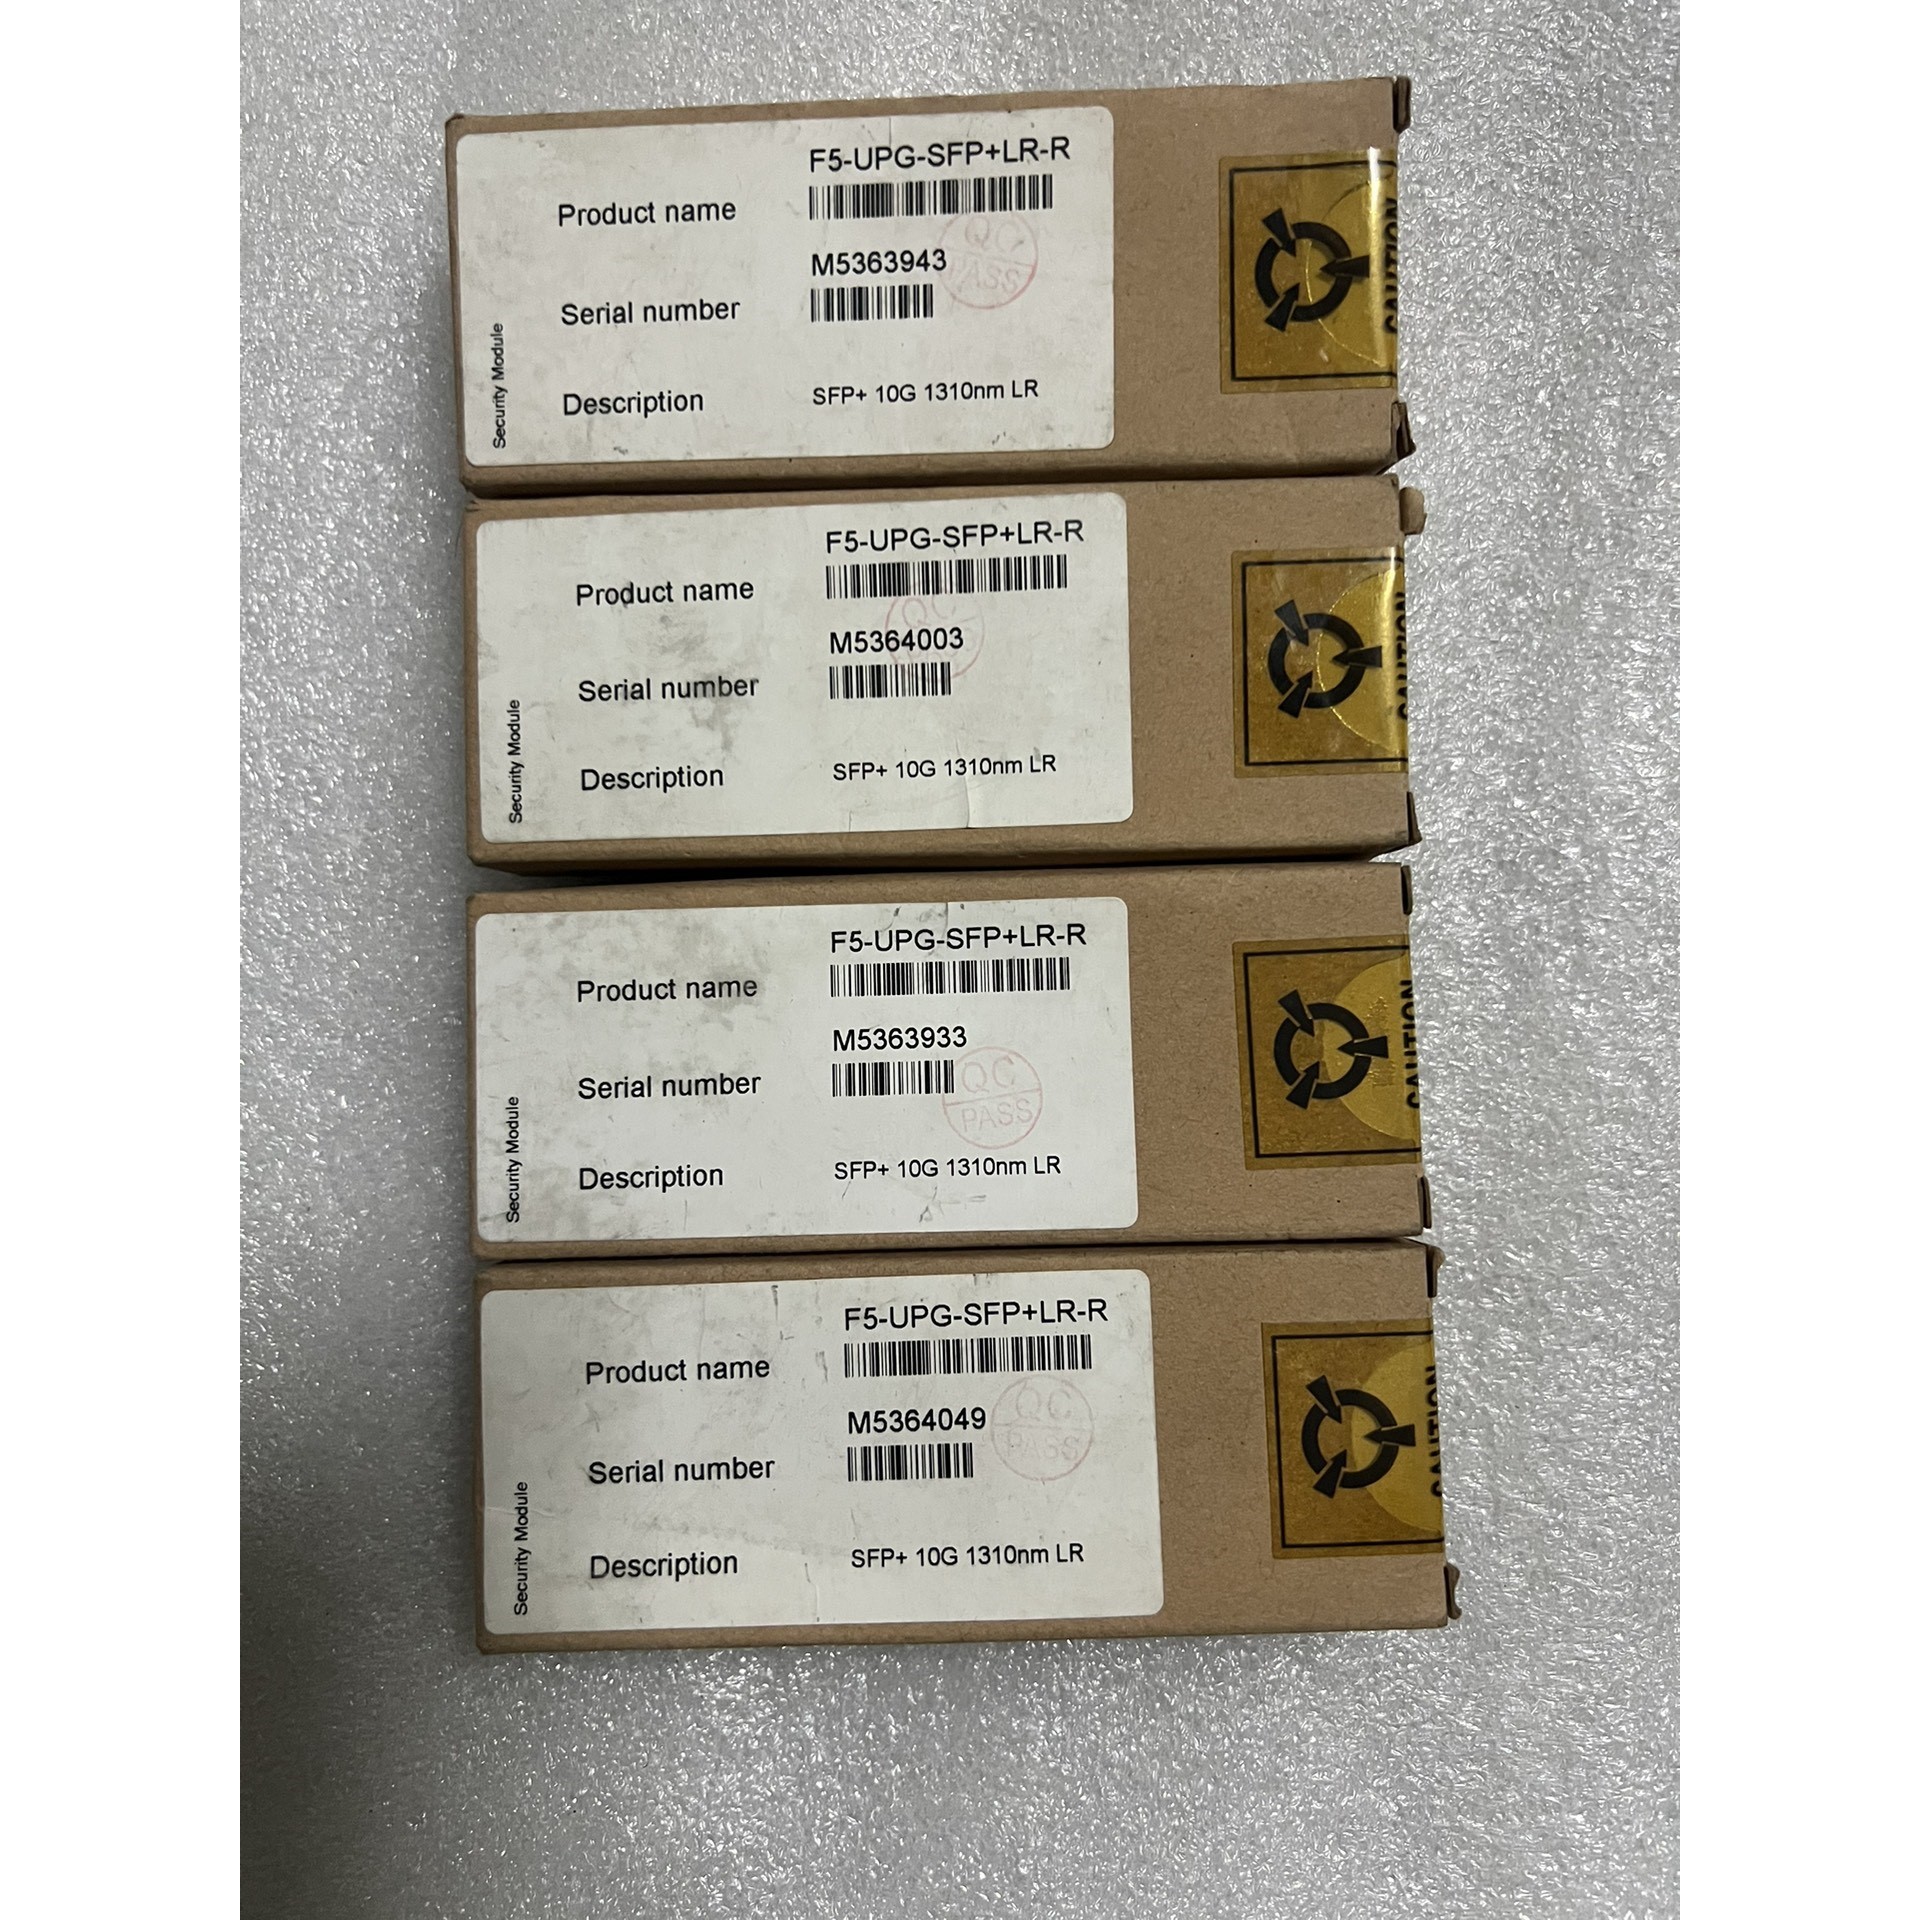 F5-UPG-SFP+LR-R
Product name
QC
PASS
M5363943
Serial number
Security Module
Description
SFP+ 10G 1310nm LR
CAUTION
F5-UPG-SFP+LR-R
Product name
QC
M5364003
Serial number
Security Module
Description
SFP+ 10G 1310nm LR
CAUTION
F5-UPG-SFP+LR-R
Product name
M5363933
Serial number
QC
PASS
Security Module
Description
SFP+ 10G 1310nm LR
CAUTION
F5-UPG-SFP+LR-R
Product name
QC
PASS
M5364049
Serial number
Security Module
Description
SFP+ 10G 1310nm LR
CAUTION